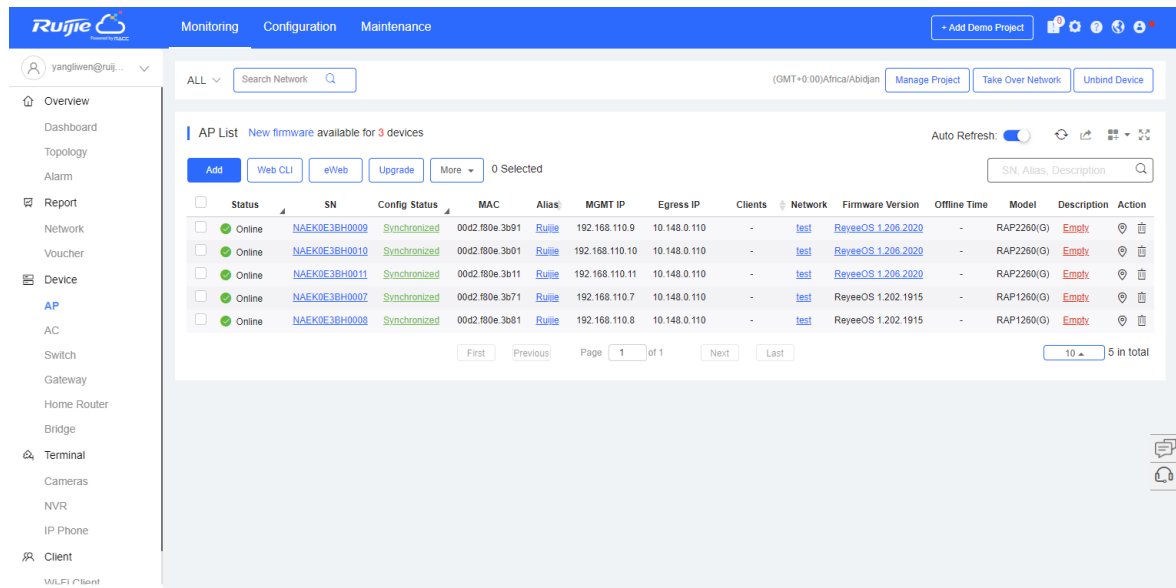 Ruijie Powered by MACC Monitoring Configuration Maintenance + Add Demo Project
yangliwen@ruij...
ALL Search Network (GMT+0:00)Africa/Abidjan Manage Project Take Over Network Unbind Device
Overview
Dashboard
Topology
Alarm
Report
Network
Voucher
Device
AP
AC
Switch
Gateway
Home Router
Bridge
Terminal
Cameras
NVR
IP Phone
Client
Wi-Fi Client
AP List New firmware available for 3 devices Auto Refresh:
Add Web CLI eWeb Upgrade More 0 Selected SN, Alias, Description
Status SN Config Status MAC Alias MGMT IP Egress IP Clients Network Firmware Version Offline Time Model Description Action
Online NAEK0E3BH0009 Synchronized 00d2.f80e.3b91 Ruijie 192.168.110.9 10.148.0.110 - test ReyeeOS 1.206.2020 - RAP2260(G) Empty
Online NAEK0E3BH0010 Synchronized 00d2.f80e.3b01 Ruijie 192.168.110.10 10.148.0.110 - test ReyeeOS 1.206.2020 - RAP2260(G) Empty
Online NAEK0E3BH0011 Synchronized 00d2.f80e.3b11 Ruijie 192.168.110.11 10.148.0.110 - test ReyeeOS 1.206.2020 - RAP2260(G) Empty
Online NAEK0E3BH0007 Synchronized 00d2.f80e.3b71 Ruijie 192.168.110.7 10.148.0.110 - test ReyeeOS 1.202.1915 - RAP1260(G) Empty
Online NAEK0E3BH0008 Synchronized 00d2.f80e.3b81 Ruijie 192.168.110.8 10.148.0.110 - test ReyeeOS 1.202.1915 - RAP1260(G) Empty
First Previous Page 1 of 1 Next Last 10 5 in total